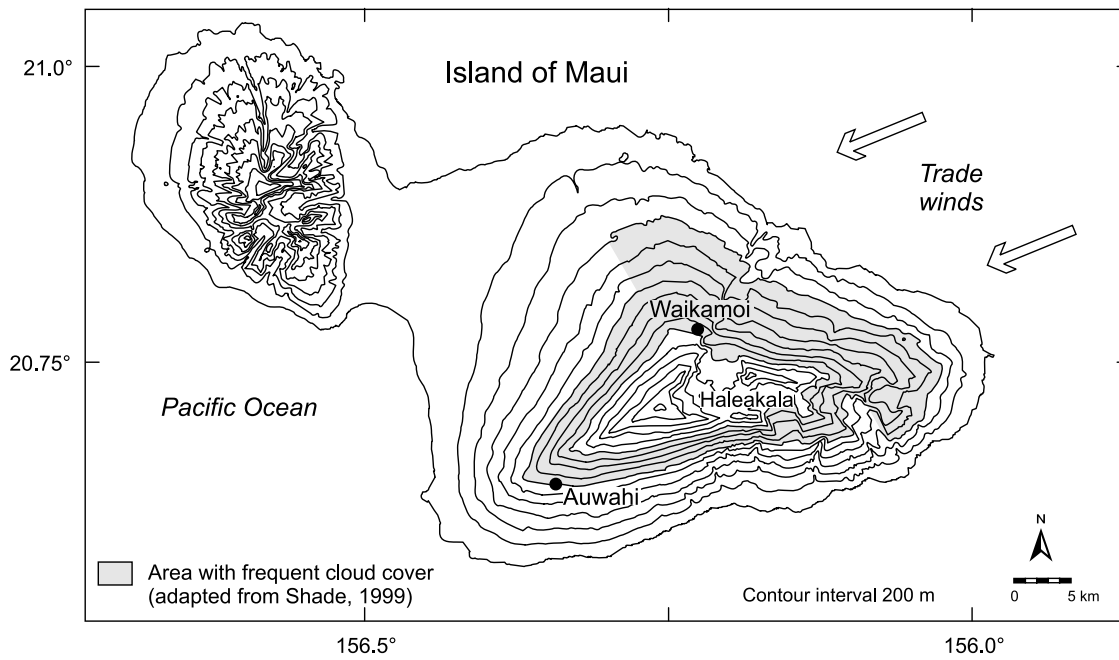 Island of Maui
21.0°
Trade
winds
Waikamoi
20.75°
Haleakala
Pacific Ocean
Auwahi
N
Area with frequent cloud cover
(adapted from Shade, 1999)
Contour interval 200 m
0 5 km
156.5° 156.0°